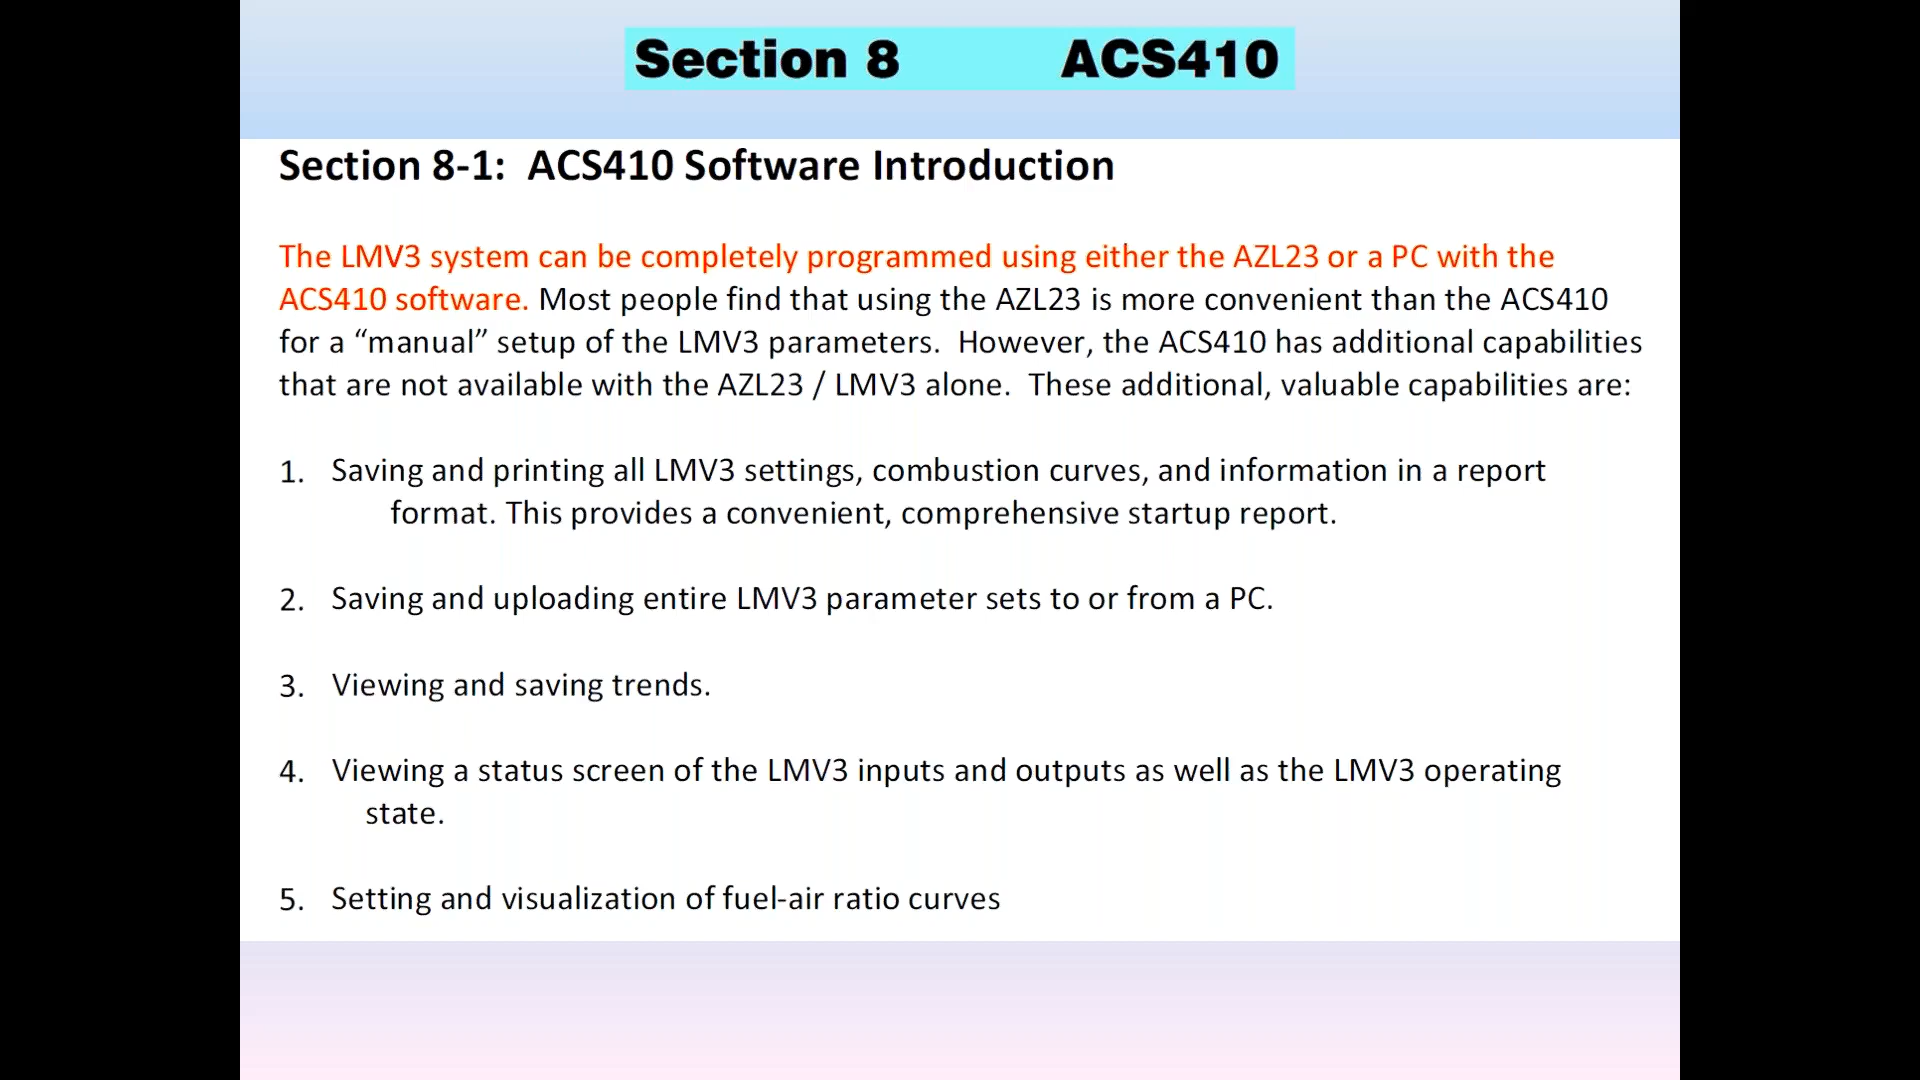 Section 8 ACS410
Section 8-1: ACS410 Software Introduction
The LMV3 system can be completely programmed using either the AZL23 or a PC with the
ACS410 software. Most people find that using the AZL23 is more convenient than the ACS410
for a “manual” setup of the LMV3 parameters. However, the ACS410 has additional capabilities
that are not available with the AZL23 / LMV3 alone. These additional, valuable capabilities are:
1. Saving and printing all LMV3 settings, combustion curves, and information in a report
format. This provides a convenient, comprehensive startup report.
2. Saving and uploading entire LMV3 parameter sets to or from a PC.
3. Viewing and saving trends.
4. Viewing a status screen of the LMV3 inputs and outputs as well as the LMV3 operating
state.
5. Setting and visualization of fuel-air ratio curves